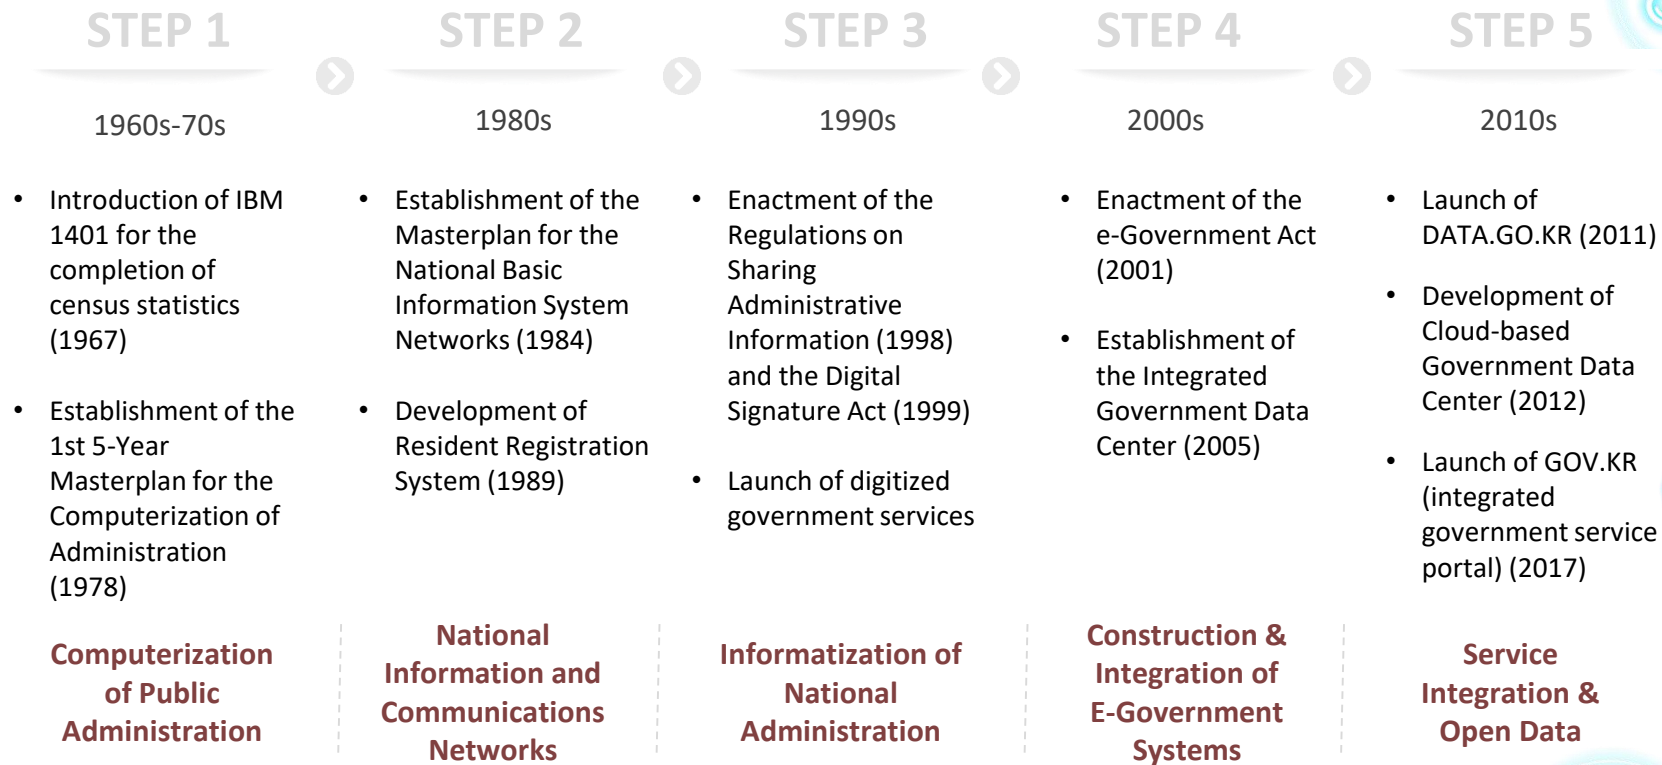 STEP 1
1960s-70s
• Introduction of IBM
1401 for the
completion of
census statistics
(1967)
• Establishment of the
1st 5-Year
Masterplan for the
Computerization of
Administration
(1978)
Computerization
of Public
Administration
STEP 2
1980s
• Establishment of the
Masterplan for the
National Basic
Information System
Networks (1984)
• Development of
Resident Registration
System (1989)
National
Information and
Communications
Networks
STEP 3
1990s
• Enactment of the
Regulations on
Sharing
Administrative
Information (1998)
and the Digital
Signature Act (1999)
• Launch of digitized
government services
Informatization of
National
Administration
STEP 4
2000s
• Enactment of the
e-Government Act
(2001)
• Establishment of
the Integrated
Government Data
Center (2005)
Construction &
Integration of
E-Government
Systems
STEP 5
2010s
• Launch of
DATA.GO.KR (2011)
• Development of
Cloud-based
Government Data
Center (2012)
• Launch of GOV.KR
(integrated
government service
portal) (2017)
Service
Integration &
Open Data